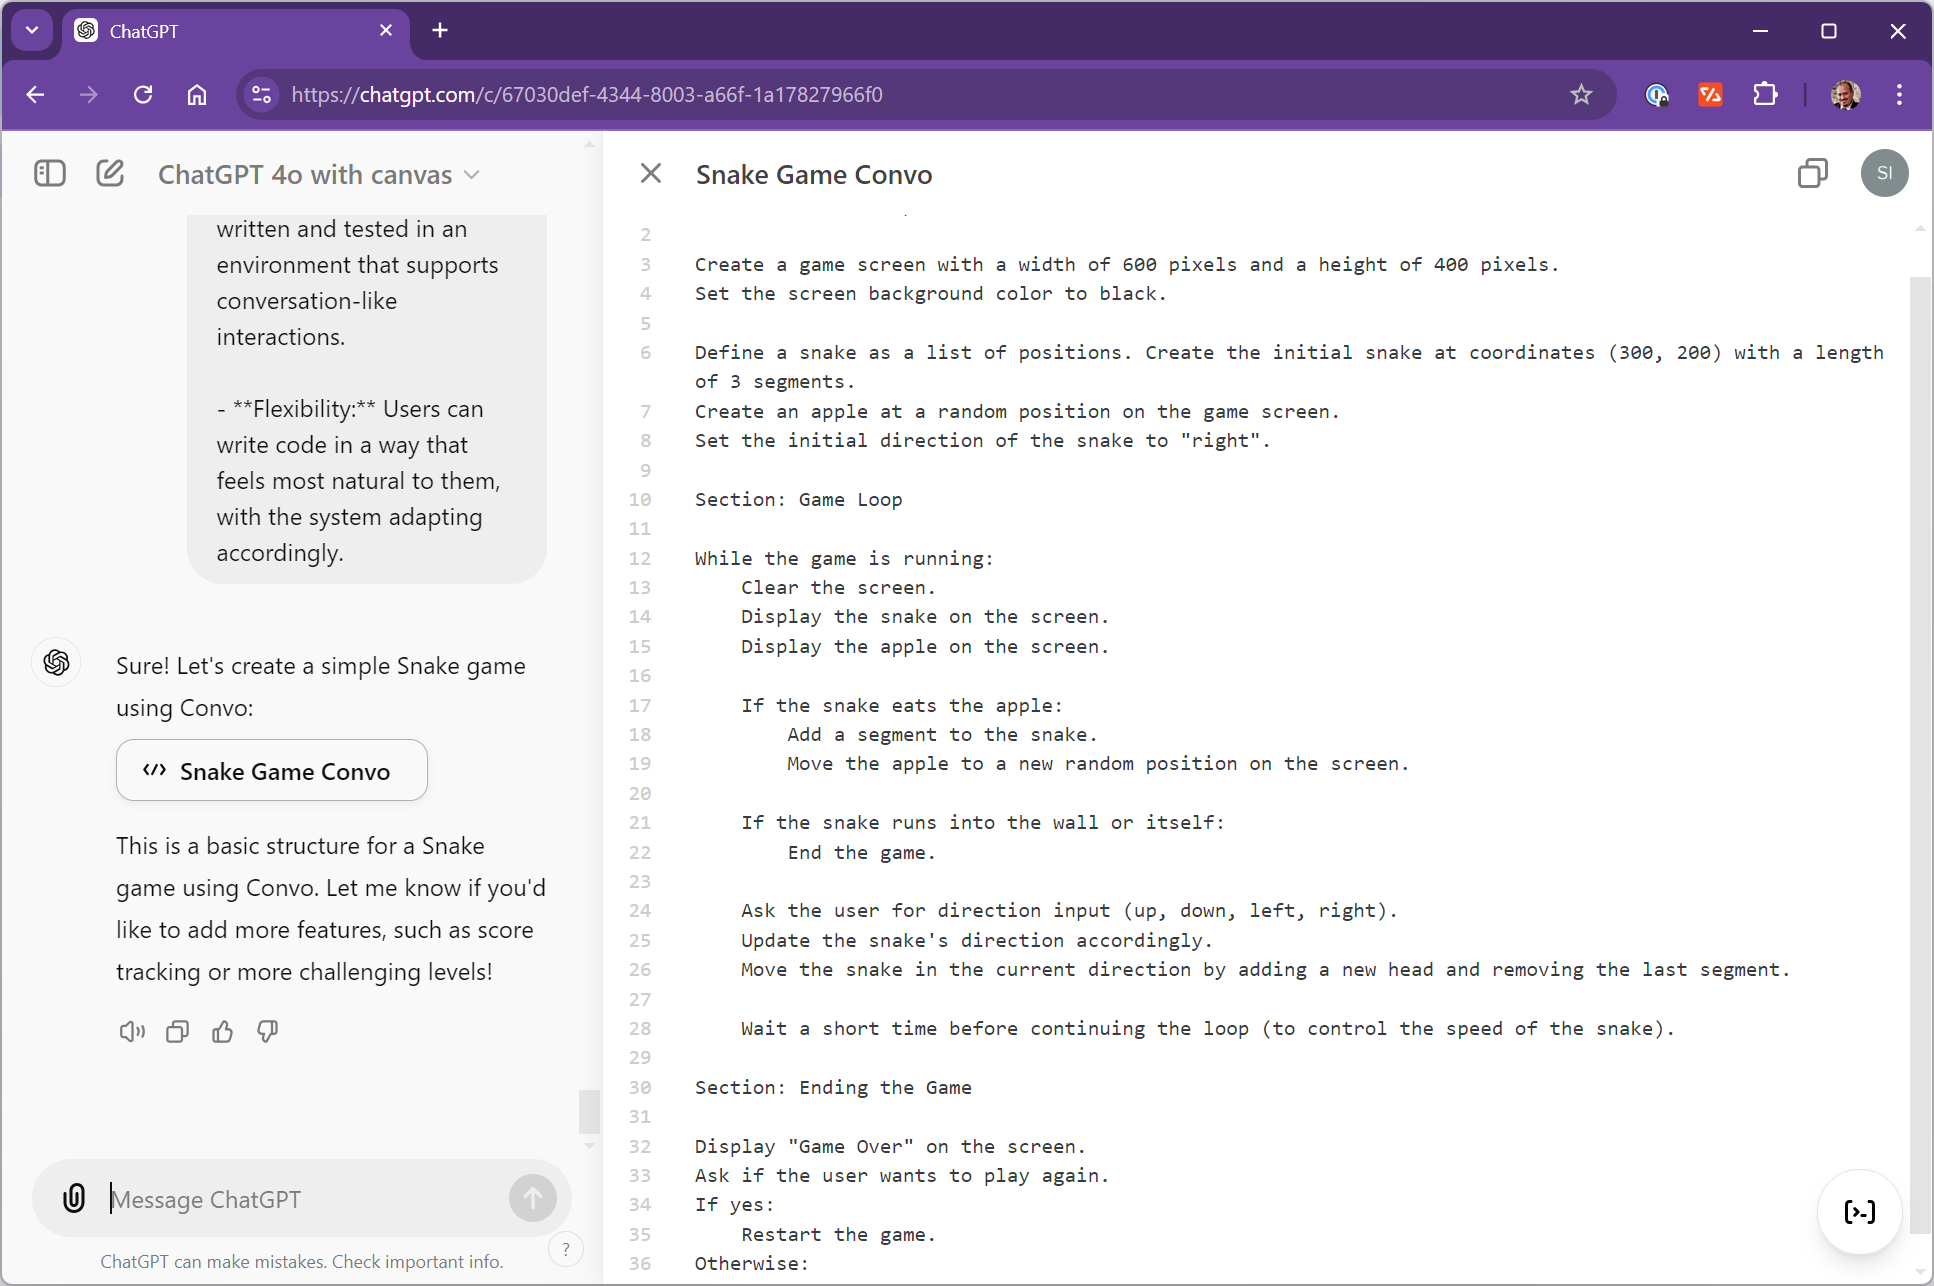 ChatGPT
https://chatgpt.com/c/67030def-4344-8003-a66f-1a17827966f0
ChatGPT 4o with canvas
written and tested in an
environment that supports
conversation-like
interactions.
- **Flexibility:** Users can
write code in a way that
feels most natural to them,
with the system adapting
accordingly.
Sure! Let's create a simple Snake game
using Convo:
Snake Game Convo
This is a basic structure for a Snake
game using Convo. Let me know if you'd
like to add more features, such as score
tracking or more challenging levels!
Message ChatGPT
ChatGPT can make mistakes. Check important info.
?
Snake Game Convo
SI
2
3 Create a game screen with a width of 600 pixels and a height of 400 pixels.
4 Set the screen background color to black.
5
6 Define a snake as a list of positions. Create the initial snake at coordinates (300, 200) with a length
of 3 segments.
7 Create an apple at a random position on the game screen.
8 Set the initial direction of the snake to "right".
9
10 Section: Game Loop
11
12 While the game is running:
13 Clear the screen.
14 Display the snake on the screen.
15 Display the apple on the screen.
16
17 If the snake eats the apple:
18 Add a segment to the snake.
19 Move the apple to a new random position on the screen.
20
21 If the snake runs into the wall or itself:
22 End the game.
23
24 Ask the user for direction input (up, down, left, right).
25 Update the snake's direction accordingly.
26 Move the snake in the current direction by adding a new head and removing the last segment.
27
28 Wait a short time before continuing the loop (to control the speed of the snake).
29
30 Section: Ending the Game
31
32 Display "Game Over" on the screen.
33 Ask if the user wants to play again.
34 If yes:
35 Restart the game.
36 Otherwise: